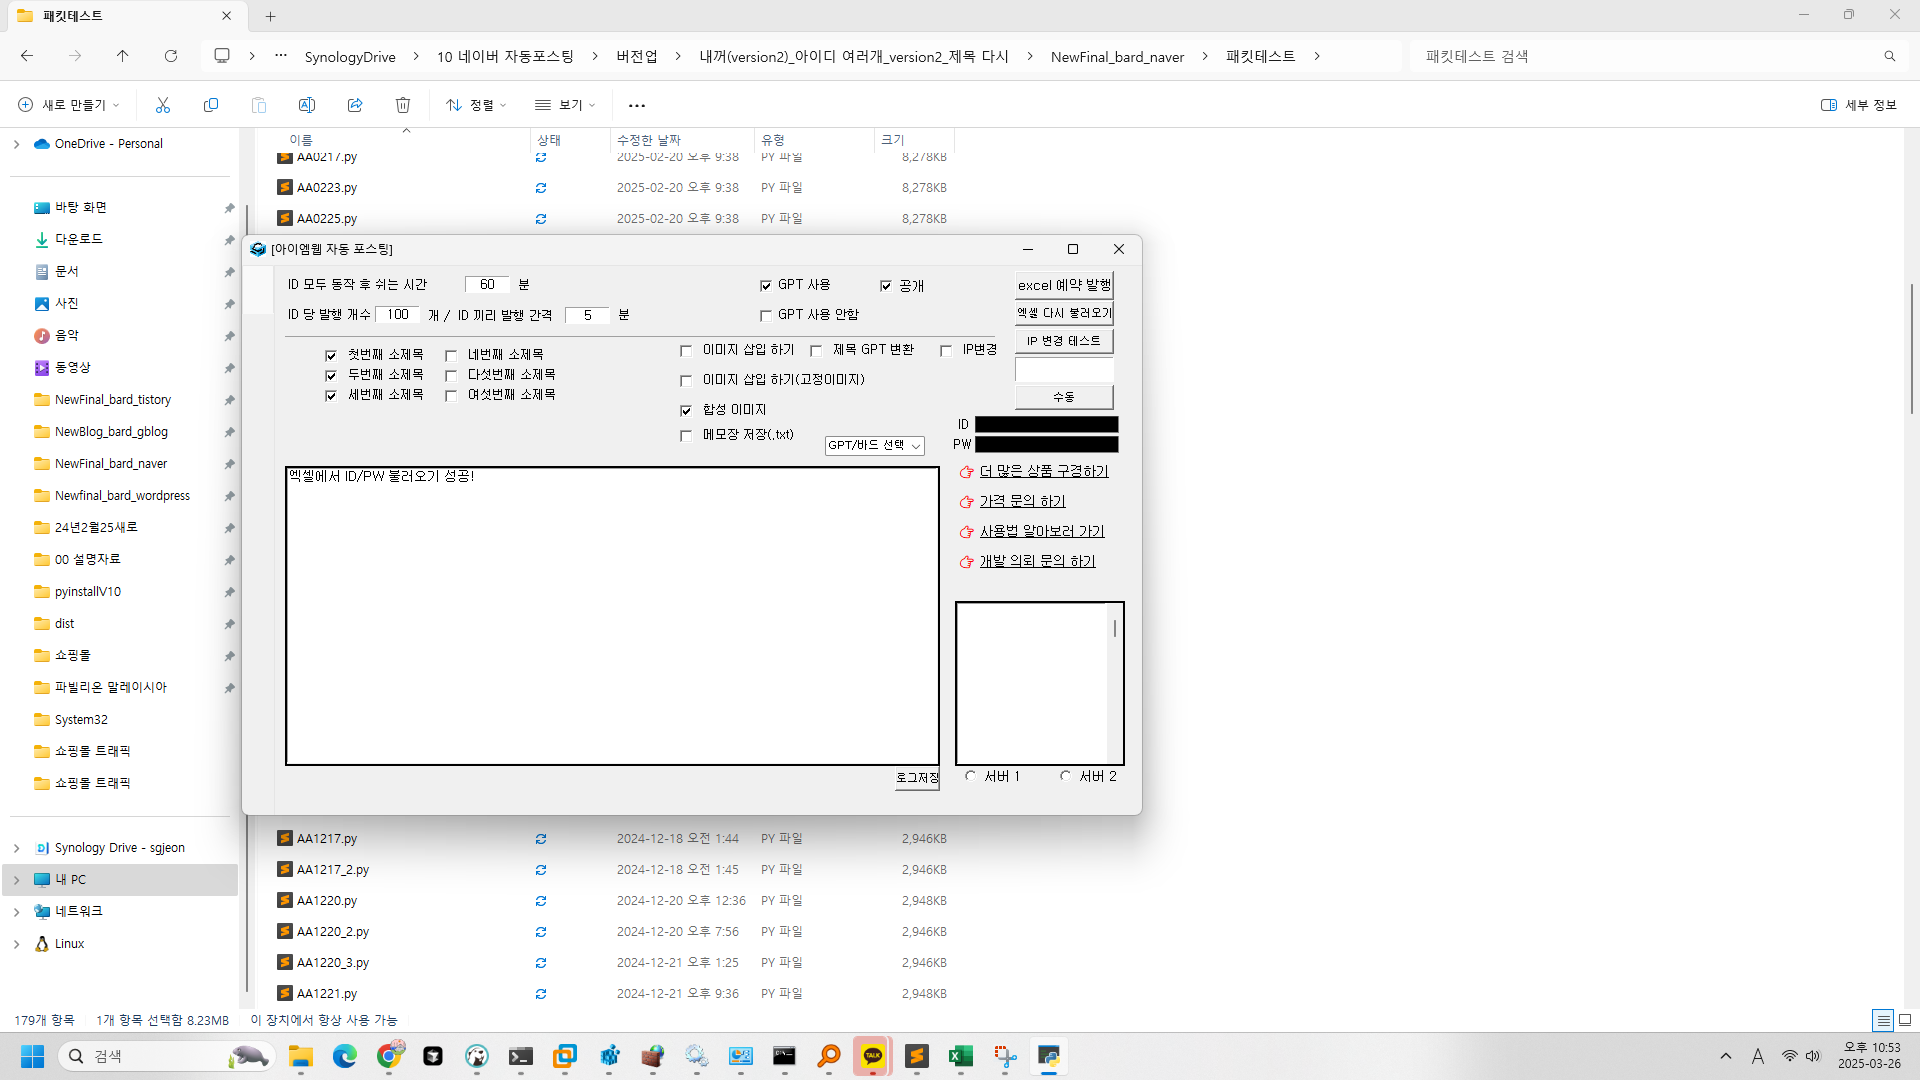 패킷테스트
SynologyDrive
10 네이버 자동포스팅
버전업
내꺼(version2)_아이디 여러개_version2_제목 다시
NewFinal_bard_naver
패킷테스트
패킷테스트 검색
새로 만들기
정렬
보기
세부 정보
이름 상태 수정한 날짜 유형 크기
OneDrive - Personal
바탕 화면
다운로드
문서
사진
음악
동영상
NewFinal_bard_tistory
NewBlog_bard_gblog
NewFinal_bard_naver
Newfinal_bard_wordpress
24년2월25새로
00 설명자료
pyinstallV10
dist
쇼핑몰
파빌리온 말레이시아
System32
쇼핑몰 트래픽
쇼핑몰 트래픽
Synology Drive - sgjeon
내 PC
네트워크
Linux
AA0217.py 2025-02-20 오후 9:38 PY 파일 8,278KB
AA0223.py 2025-02-20 오후 9:38 PY 파일 8,278KB
AA0225.py 2025-02-20 오후 9:38 PY 파일 8,278KB
[아이엠웹 자동 포스팅]
ID 모두 동작 후 쉬는 시간 60 분
GPT 사용
공개
excel 예약 발행
ID 당 발행 개수 100 개 / ID 끼리 발행 간격 5 분
GPT 사용 안함
엑셀 다시 불러오기
IP 변경 테스트
첫번째 소제목
네번째 소제목
이미지 삽입 하기
제목 GPT 변환
IP변경
두번째 소제목
다섯번째 소제목
이미지 삽입 하기(고정이미지)
세번째 소제목
여섯번째 소제목
수동
합성 이미지
메모장 저장(.txt)
GPT/바드 선택
ID
PW
엑셀에서 ID/PW 불러오기 성공!
더 많은 상품 구경하기
가격 문의 하기
사용법 알아보러 가기
개발 의뢰 문의 하기
로그저장
서버 1
서버 2
AA1217.py 2024-12-18 오전 1:44 PY 파일 2,946KB
AA1217_2.py 2024-12-18 오전 1:45 PY 파일 2,946KB
AA1220.py 2024-12-20 오후 12:36 PY 파일 2,948KB
AA1220_2.py 2024-12-20 오후 7:56 PY 파일 2,946KB
AA1220_3.py 2024-12-21 오전 1:25 PY 파일 2,946KB
AA1221.py 2024-12-21 오후 9:36 PY 파일 2,948KB
179개 항목
1개 항목 선택함 8.23MB
이 장치에서 항상 사용 가능
검색
TALK
A
오후 10:53
2025-03-26